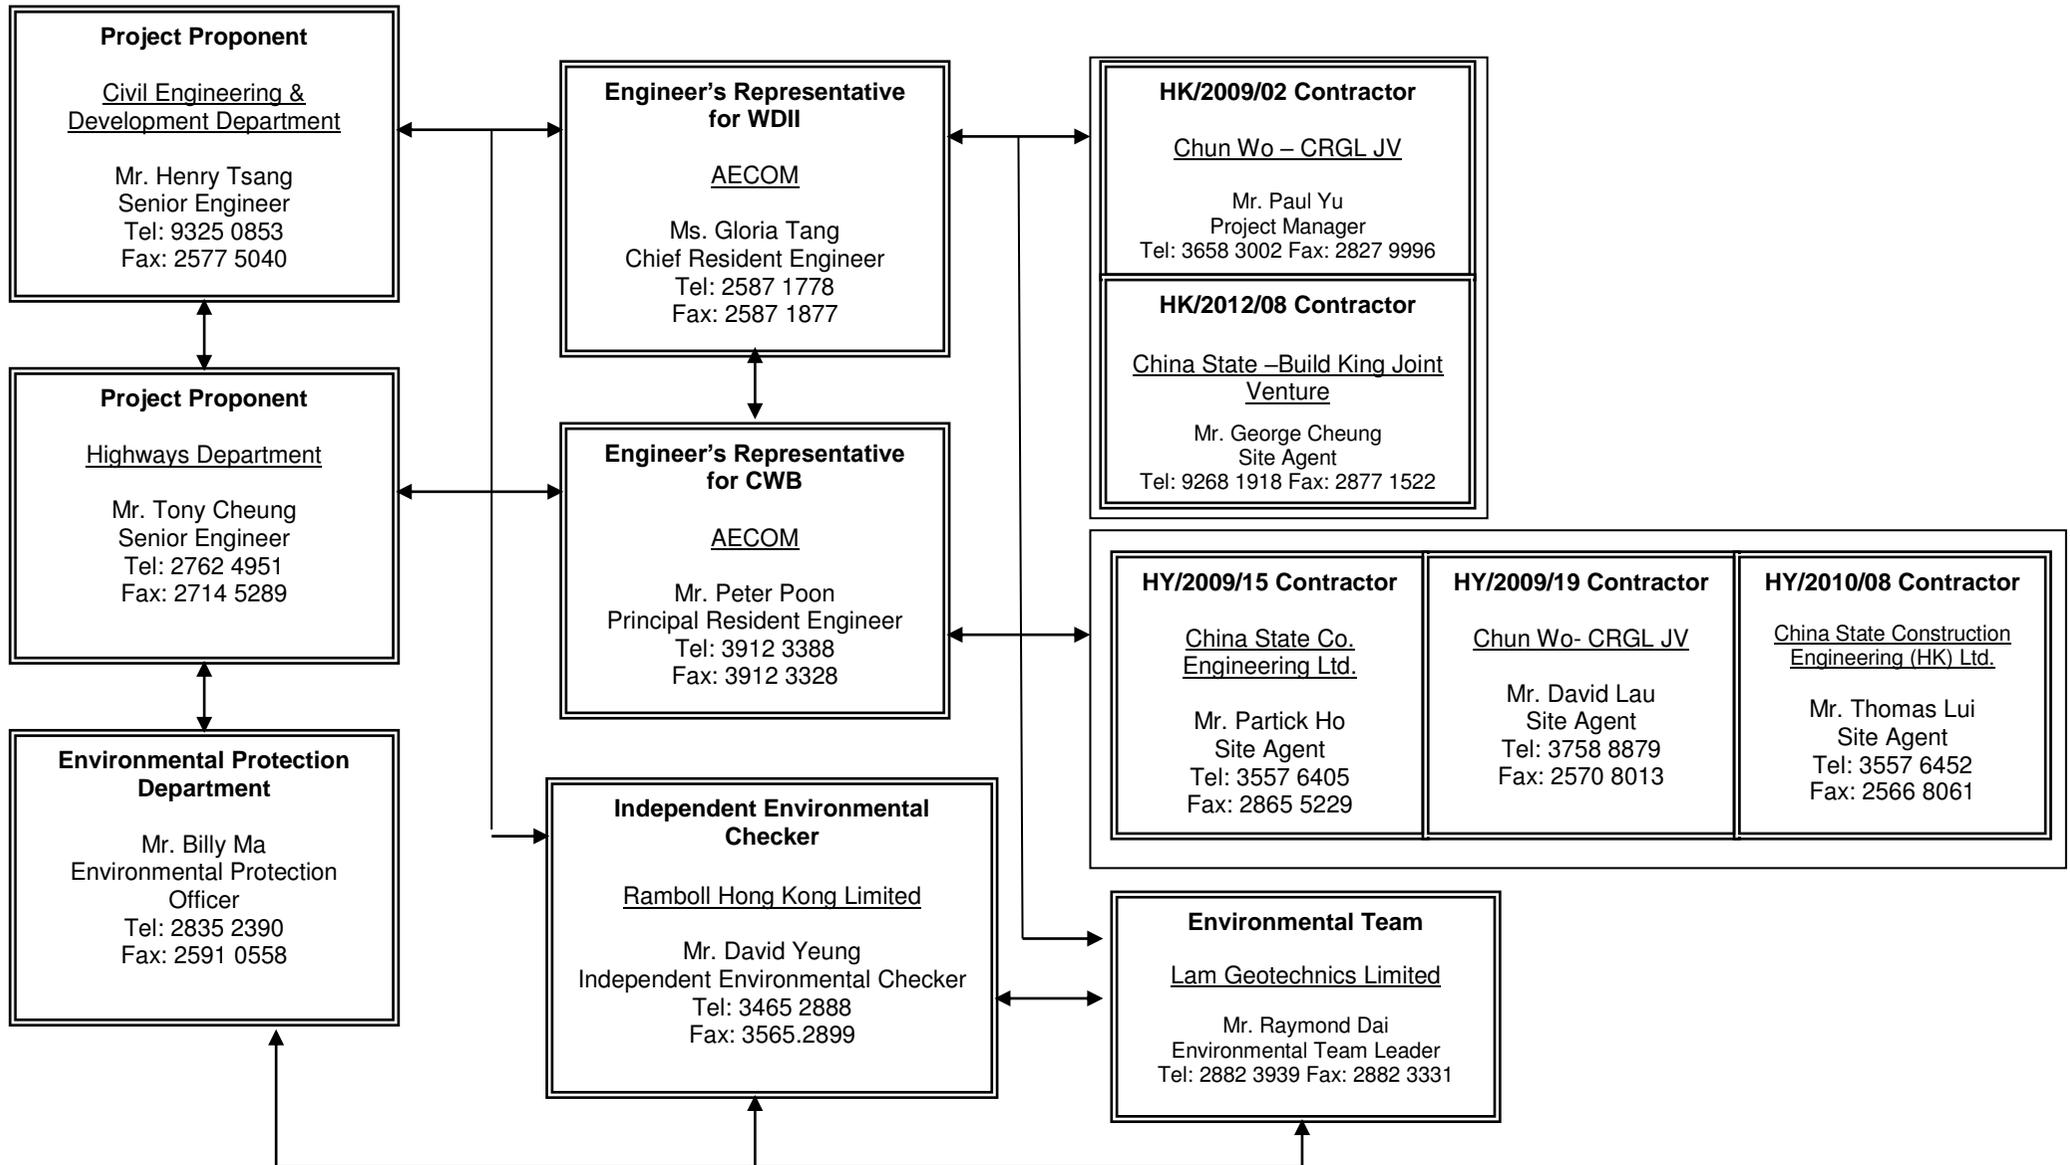 Project Proponent
Civil Engineering &
Development Department
Mr. Henry Tsang
Senior Engineer
Tel: 9325 0853
Fax: 2577 5040
Project Proponent
Highways Department
Mr. Tony Cheung
Senior Engineer
Tel: 2762 4951
Fax: 2714 5289
Environmental Protection
Department
Mr. Billy Ma
Environmental Protection
Officer
Tel: 2835 2390
Fax: 2591 0558
Engineer’s Representative
for WDII
AECOM
Ms. Gloria Tang
Chief Resident Engineer
Tel: 2587 1778
Fax: 2587 1877
Engineer’s Representative
for CWB
AECOM
Mr. Peter Poon
Principal Resident Engineer
Tel: 3912 3388
Fax: 3912 3328
Independent Environmental
Checker
Ramboll Hong Kong Limited
Mr. David Yeung
Independent Environmental Checker
Tel: 3465 2888
Fax: 3565.2899
HK/2009/02 Contractor
Chun Wo – CRGL JV
Mr. Paul Yu
Project Manager
Tel: 3658 3002 Fax: 2827 9996
HK/2012/08 Contractor
China State –Build King Joint
Venture
Mr. George Cheung
Site Agent
Tel: 9268 1918 Fax: 2877 1522
HY/2009/15 Contractor
China State Co.
Engineering Ltd.
Mr. Partick Ho
Site Agent
Tel: 3557 6405
Fax: 2865 5229
HY/2009/19 Contractor
Chun Wo- CRGL JV
Mr. David Lau
Site Agent
Tel: 3758 8879
Fax: 2570 8013
HY/2010/08 Contractor
China State Construction
Engineering (HK) Ltd.
Mr. Thomas Lui
Site Agent
Tel: 3557 6452
Fax: 2566 8061
Environmental Team
Lam Geotechnics Limited
Mr. Raymond Dai
Environmental Team Leader
Tel: 2882 3939 Fax: 2882 3331